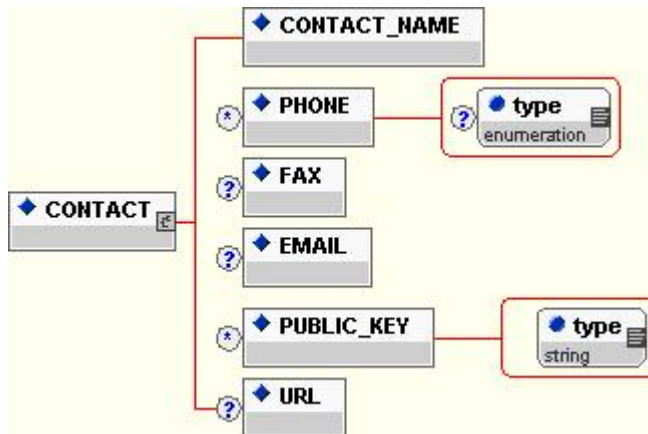 CONTACT_NAME
* PHONE
? type
enumeration
? FAX
CONTACT
? EMAIL
* PUBLIC_KEY
type
string
? URL